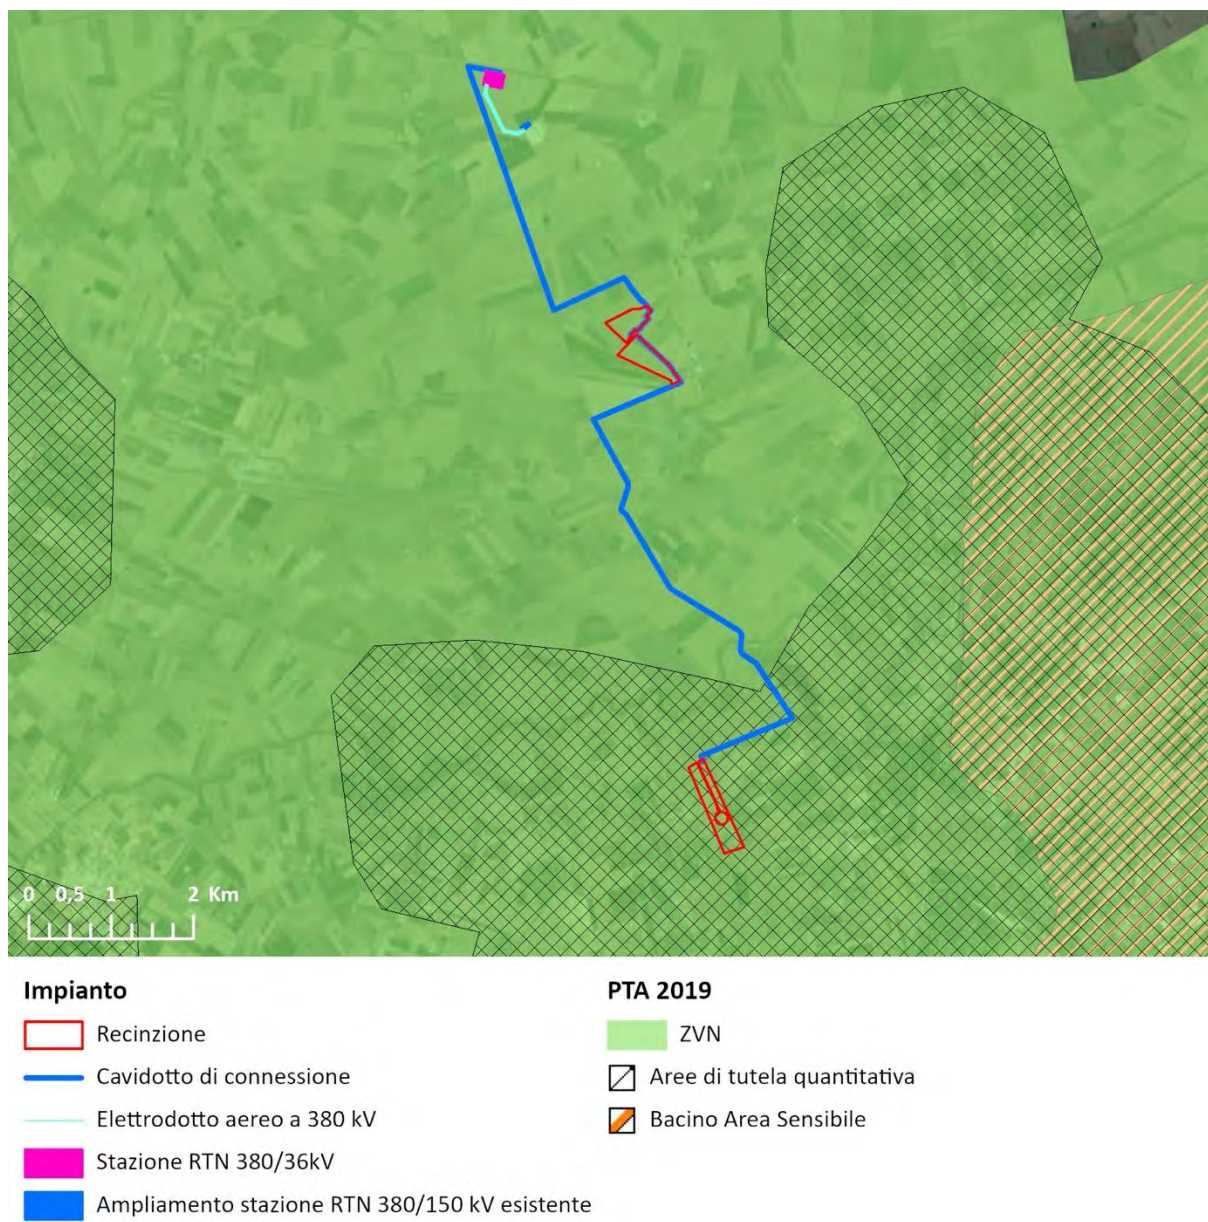 0 0,5 1 2 Km
Impianto
Recinzione
Cavidotto di connessione
Elettrodotto aereo a 380 kV
Stazione RTN 380/36kV
Ampliamento stazione RTN 380/150 kV esistente
PTA 2019
ZVN
Aree di tutela quantitativa
Bacino Area Sensibile